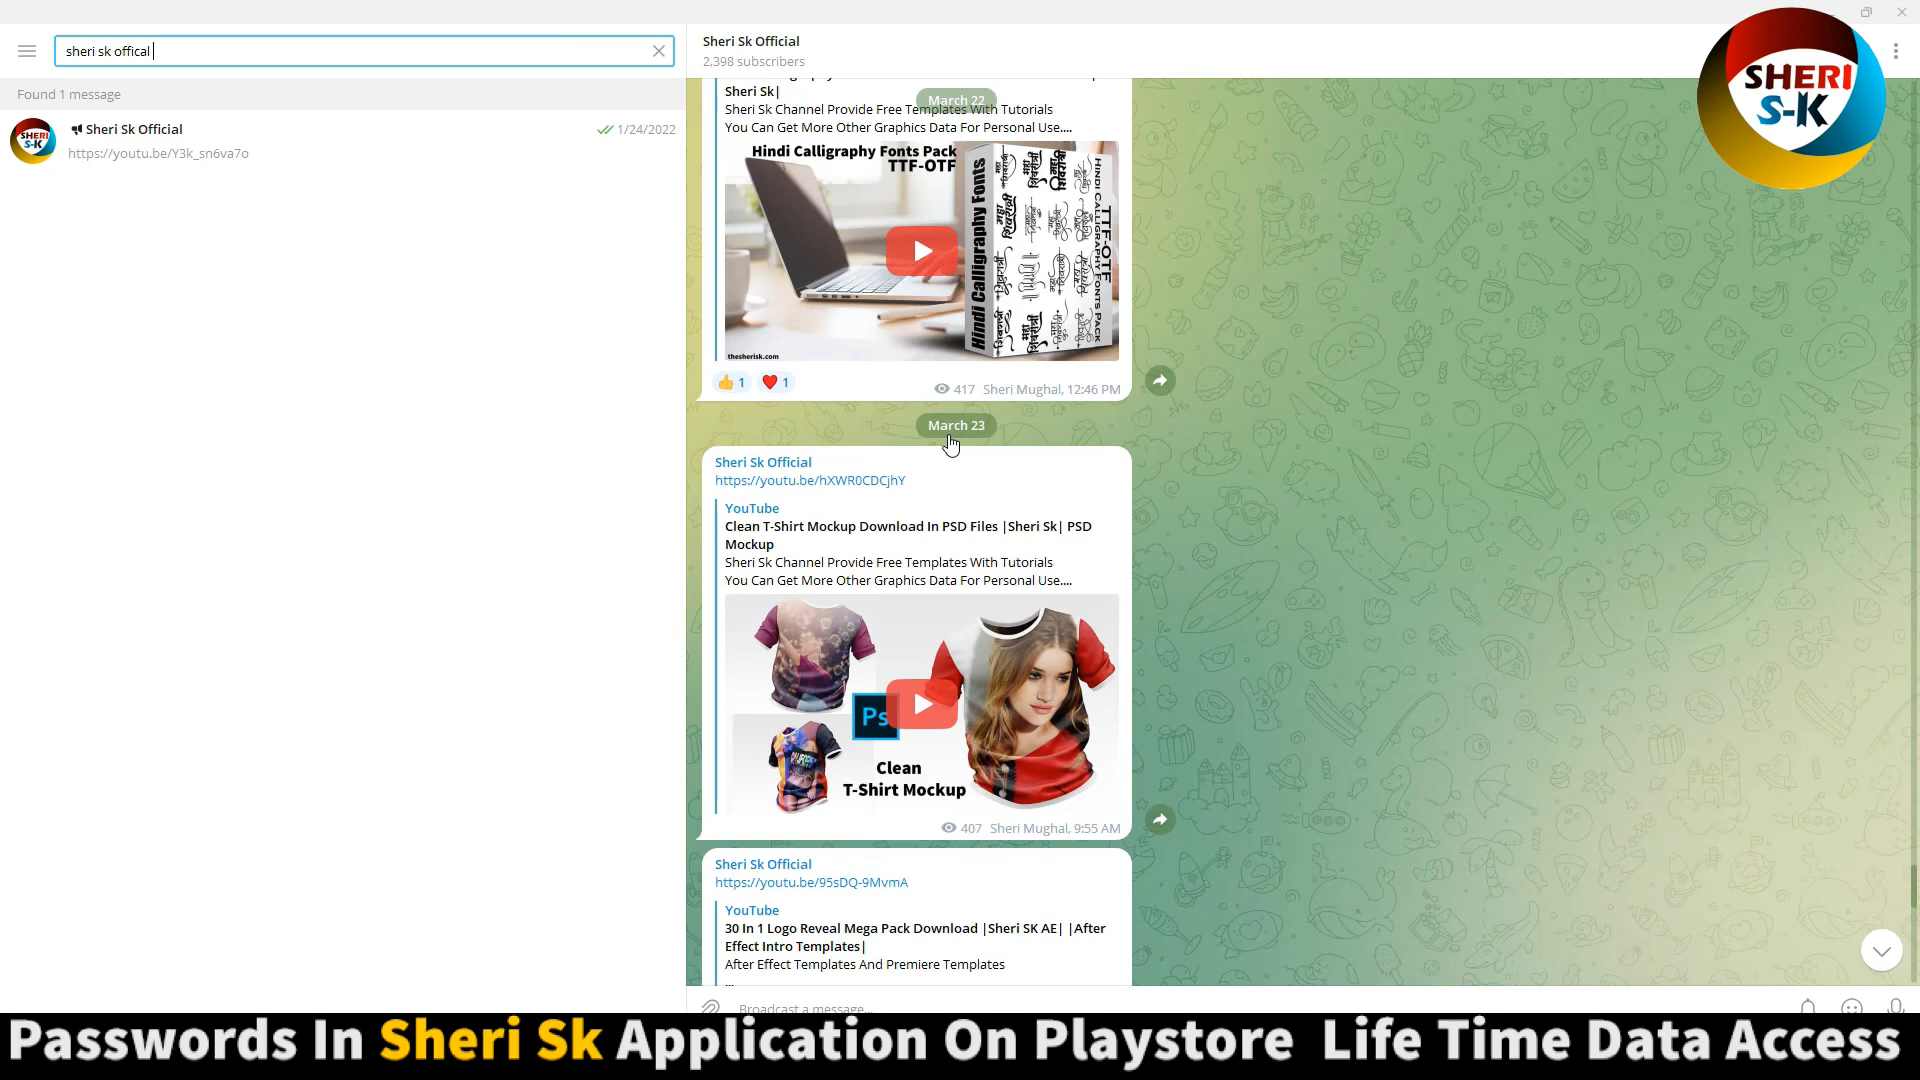 sheri sk offical
Found 1 message
Sheri Sk Official
1/24/2022
https://youtu.be/Y3k_sn6va7o
Sheri Sk Official
2,398 subscribers
SHERI
S-K
Sheri Sk|
March 22
Sheri Sk Channel Provide Free Templates With Tutorials
You Can Get More Other Graphics Data For Personal Use....
Hindi Calligraphy Fonts Pack
TTF-OTF
Hindi Calligraphy Fonts
Hindi Calligraphy Fonts Pack
TTF-OTF
thesherisk.com
1
1
417 Sheri Mughal, 12:46 PM
March 23
Sheri Sk Official
https://youtu.be/hXWR0CDCjhY
YouTube
Clean T-Shirt Mockup Download In PSD Files |Sheri Sk| PSD
Mockup
Sheri Sk Channel Provide Free Templates With Tutorials
You Can Get More Other Graphics Data For Personal Use....
Ps
Clean
T-Shirt Mockup
407 Sheri Mughal, 9:55 AM
Sheri Sk Official
https://youtu.be/95sDQ-9MvmA
YouTube
30 In 1 Logo Reveal Mega Pack Download |Sheri SK AE| |After
Effect Intro Templates|
After Effect Templates And Premiere Templates
...
Broadcast a message...
Passwords In Sheri Sk Application On Playstore Life Time Data Access